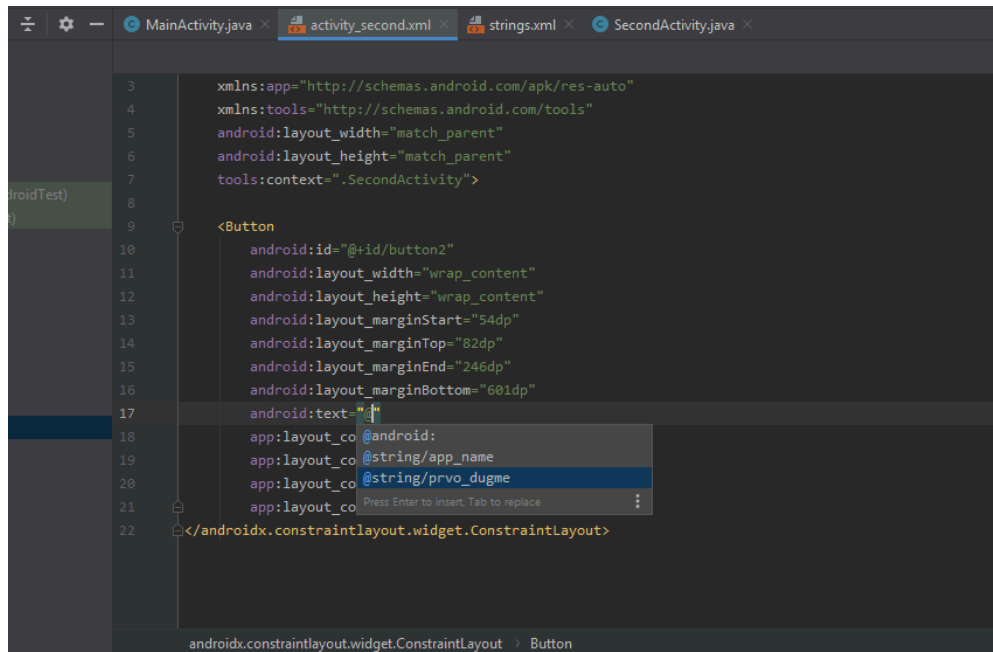 MainActivity.java activity_second.xml strings.xml SecondActivity.java
3 xmlns:app="http://schemas.android.com/apk/res-auto"
4 xmlns:tools="http://schemas.android.com/tools"
5 android:layout_width="match_parent"
6 android:layout_height="match_parent"
7 tools:context=".SecondActivity">
droidTest)
8
t)
9 <Button
10 android:id="@+id/button2"
11 android:layout_width="wrap_content"
12 android:layout_height="wrap_content"
13 android:layout_marginStart="54dp"
14 android:layout_marginTop="82dp"
15 android:layout_marginEnd="246dp"
16 android:layout_marginBottom="601dp"
17 android:text="@"
18 app:layout_co @android:
19 app:layout_co @string/app_name
20 app:layout_co @string/prvo_dugme
21 app:layout_co Press Enter to insert, Tab to replace
22 </androidx.constraintlayout.widget.ConstraintLayout>
androidx.constraintlayout.widget.ConstraintLayout › Button